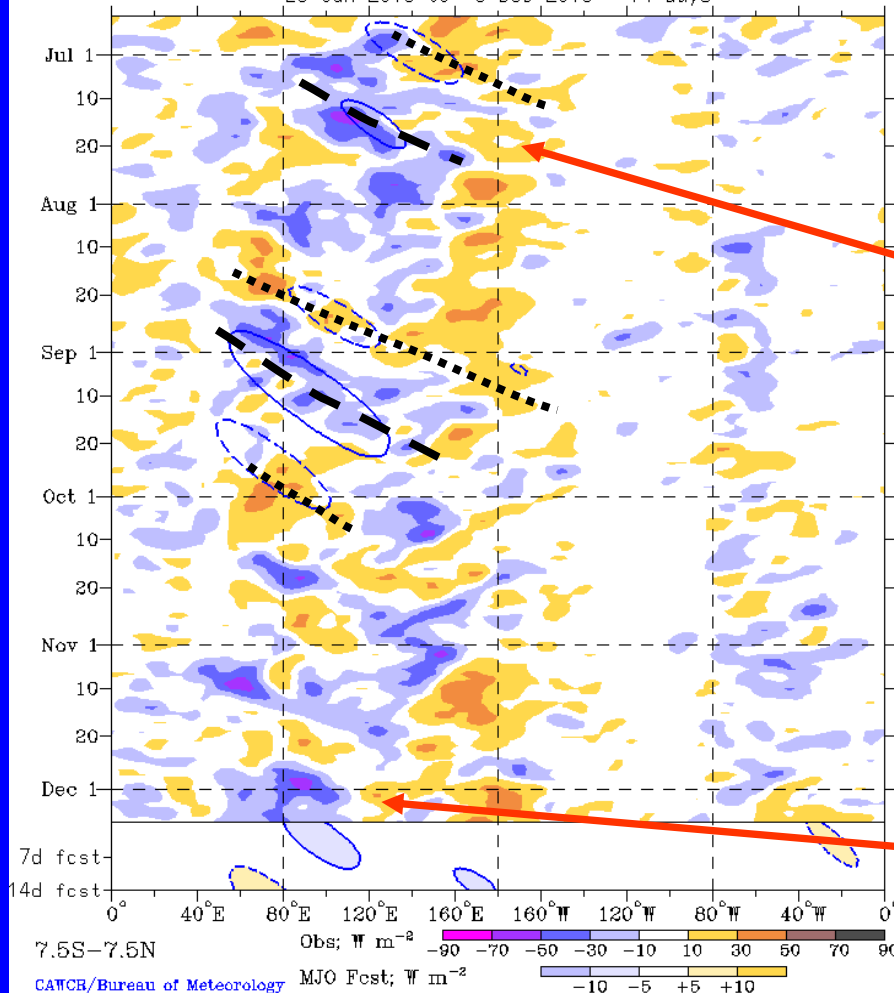 Jul 1
10
20
Aug 1
10
20
Sep 1
10
20
Oct 1
10
20
Nov 1
10
20
Dec 1
7d fcst
14d fcst
0° 40°E 80°E 120°E 160°E 160°W 120°W 80°W 40°W 0
7.5S-7.5N
Obs; W m⁻²
-90 -70 -50 -30 -10 10 30 50 70 90
CAWCR/Bureau of Meteorology
MJO Fcst; W m⁻²
-10 -5 +5 +10